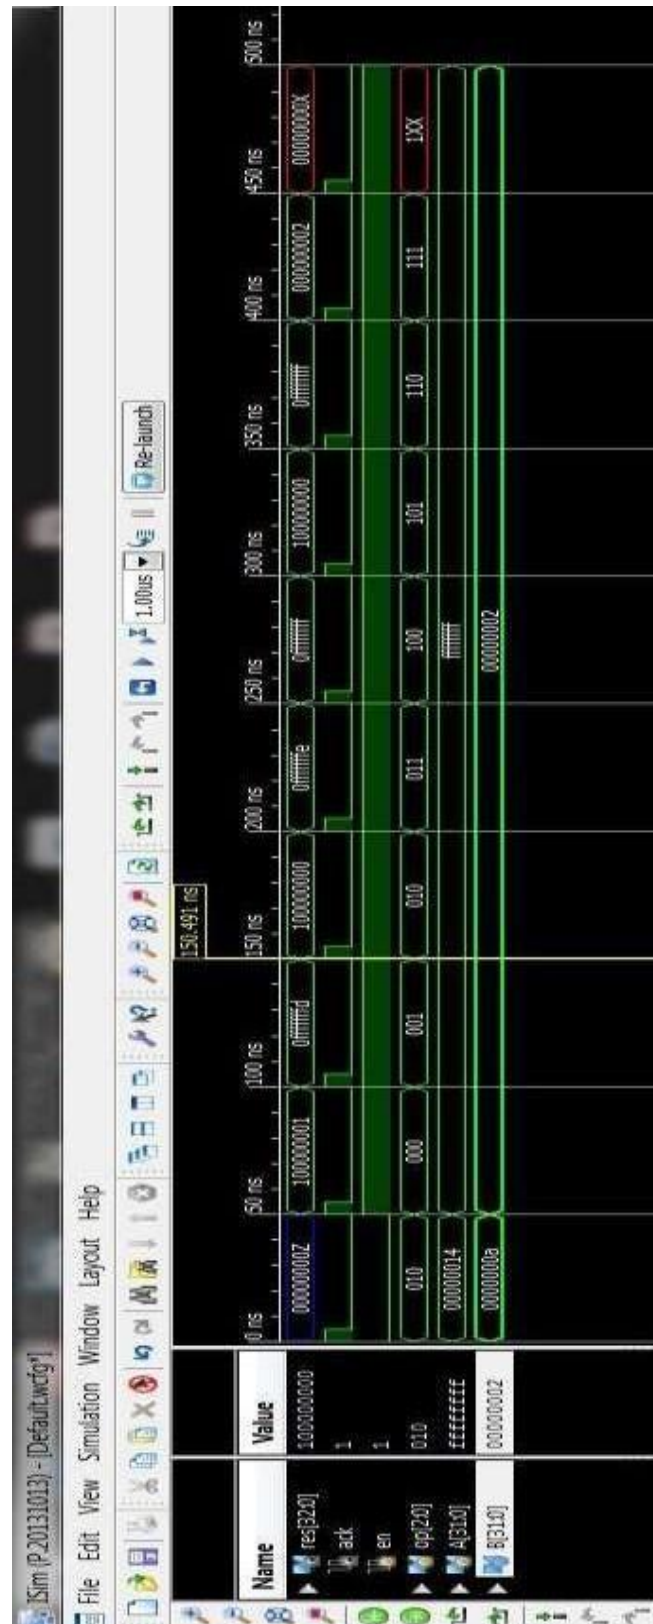 ISim (P.20131013) - [Default.wcfg*]
File Edit View Simulation Window Layout Help
1.00us Re-launch
150.491 ns
0 ns 50 ns 100 ns 150 ns 200 ns 250 ns 300 ns 350 ns 400 ns 450 ns 500 ns
Name Value
res[32:0] 100000000 00000000Z 100000001 0fffffffd 100000000 0fffffffe 0ffffffff 100000000 0ffffffff 000000002 00000000X
ack 1
en 1
op[2:0] 010 010 000 001 010 011 100 101 110 111 1XX
A[31:0] ffffffff 00000014 ffffffff
B[31:0] 00000002 0000000a 00000002